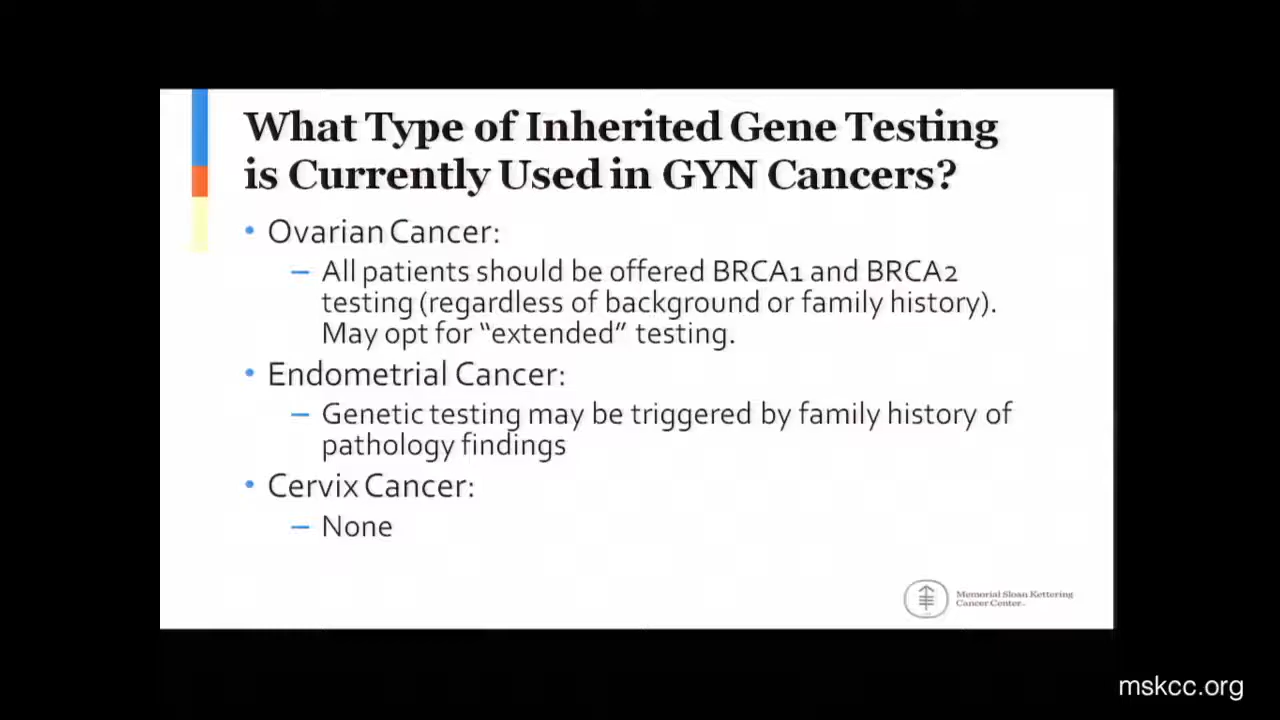 What Type of Inherited Gene Testing
is Currently Used in GYN Cancers?
• Ovarian Cancer:
– All patients should be offered BRCA1 and BRCA2
testing (regardless of background or family history).
May opt for “extended” testing.
• Endometrial Cancer:
– Genetic testing may be triggered by family history of
pathology findings
• Cervix Cancer:
– None
Memorial Sloan Kettering
Cancer Center
mskcc.org